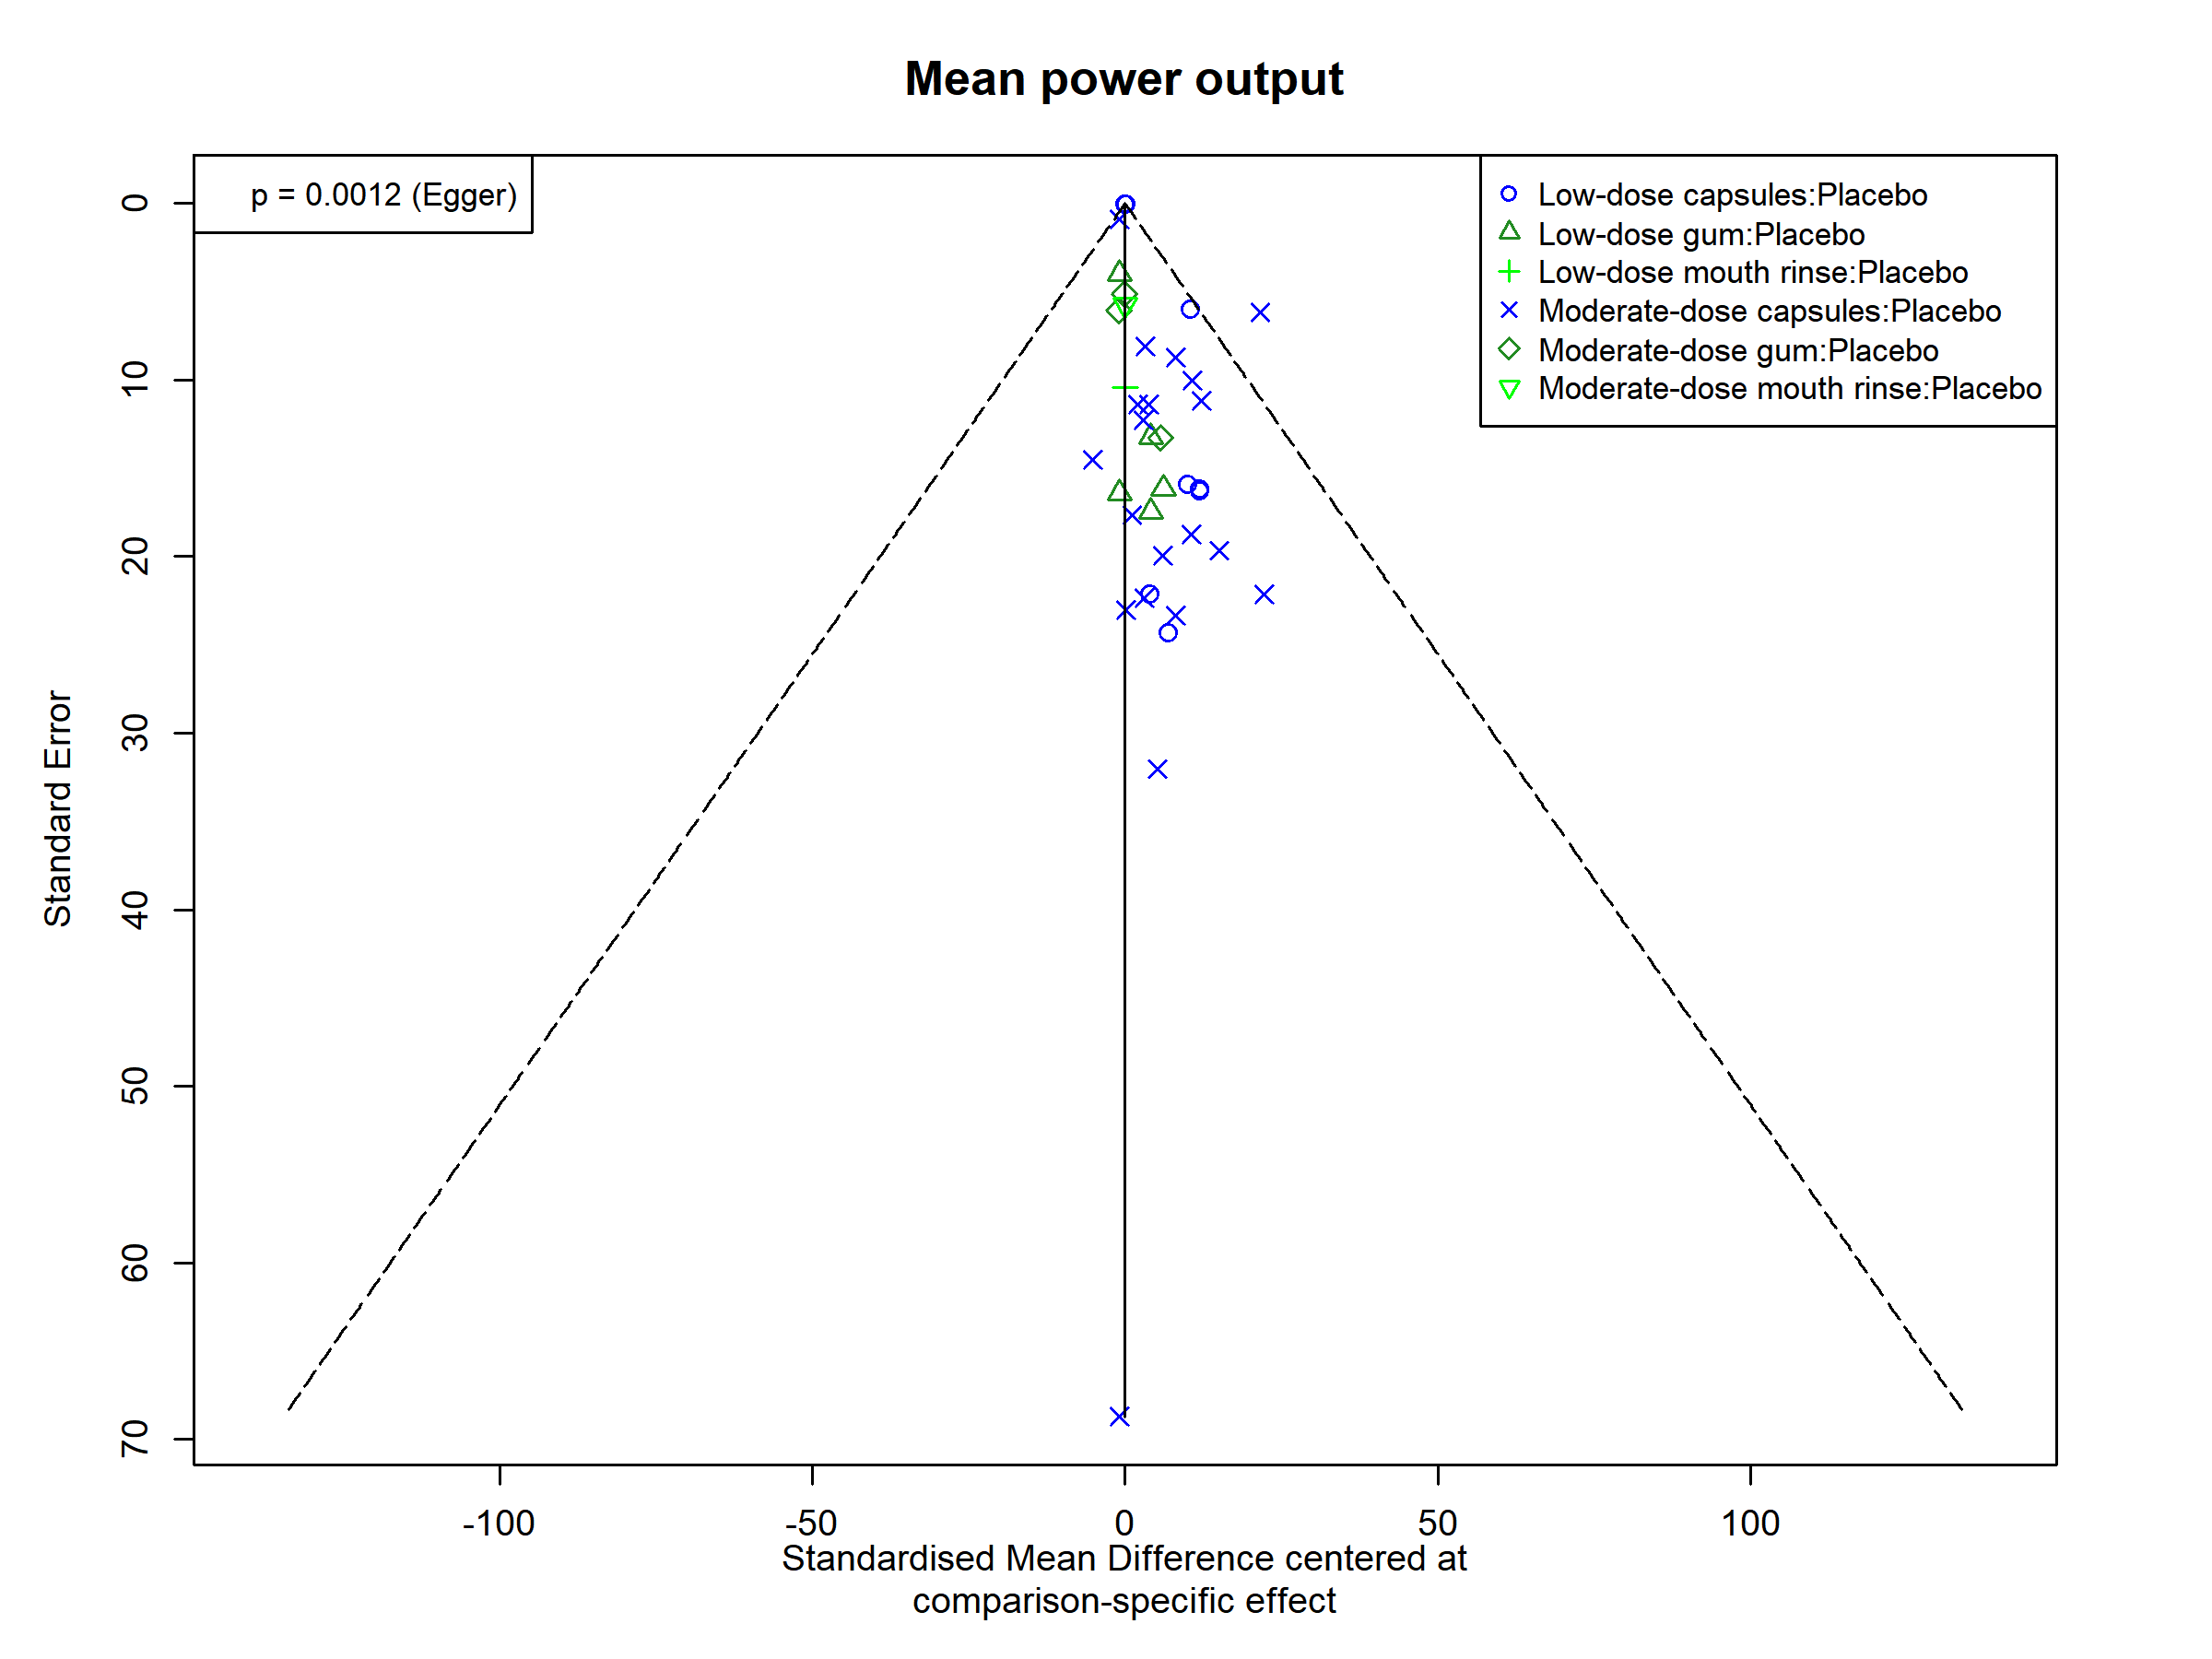 Mean power output
p = 0.0012 (Egger)
Low-dose capsules:Placebo
Low-dose gum:Placebo
Low-dose mouth rinse:Placebo
Moderate-dose capsules:Placebo
Moderate-dose gum:Placebo
Moderate-dose mouth rinse:Placebo
Standard Error
0
10
20
30
40
50
60
70
-100
-50
0
50
100
Standardised Mean Difference centered at
comparison-specific effect